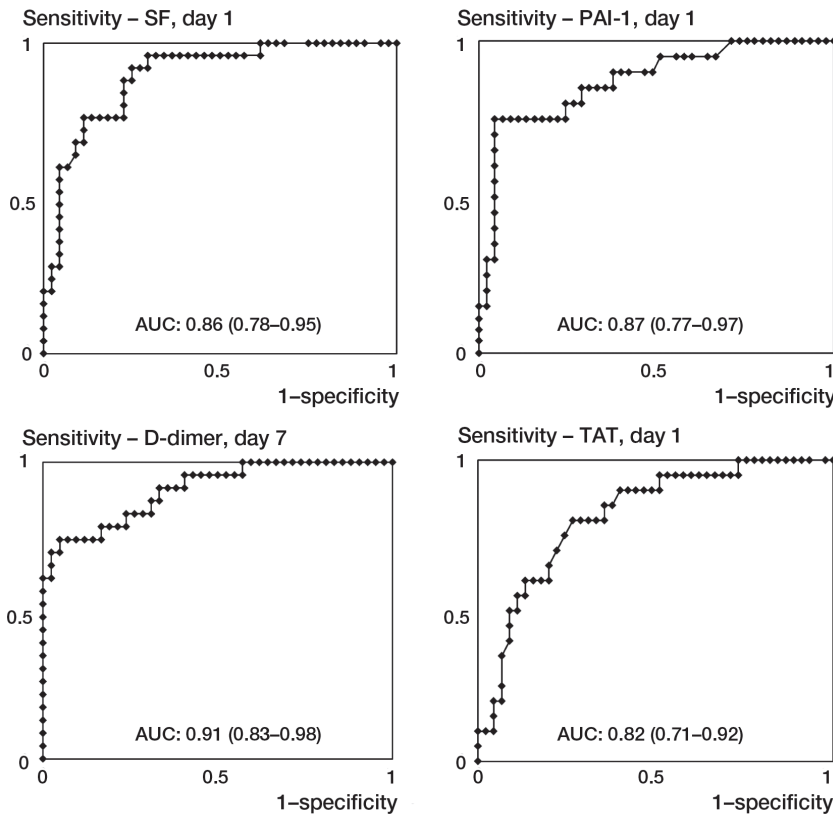 Sensitivity – SF, day 1
1
0.5
0
AUC: 0.86 (0.78–0.95)
0 0.5 1
1–specificity
Sensitivity – PAI-1, day 1
1
0.5
0
AUC: 0.87 (0.77–0.97)
0 0.5 1
1–specificity
Sensitivity – D-dimer, day 7
1
0.5
0
AUC: 0.91 (0.83–0.98)
0 0.5 1
1–specificity
Sensitivity – TAT, day 1
1
0.5
0
AUC: 0.82 (0.71–0.92)
0 0.5 1
1–specificity